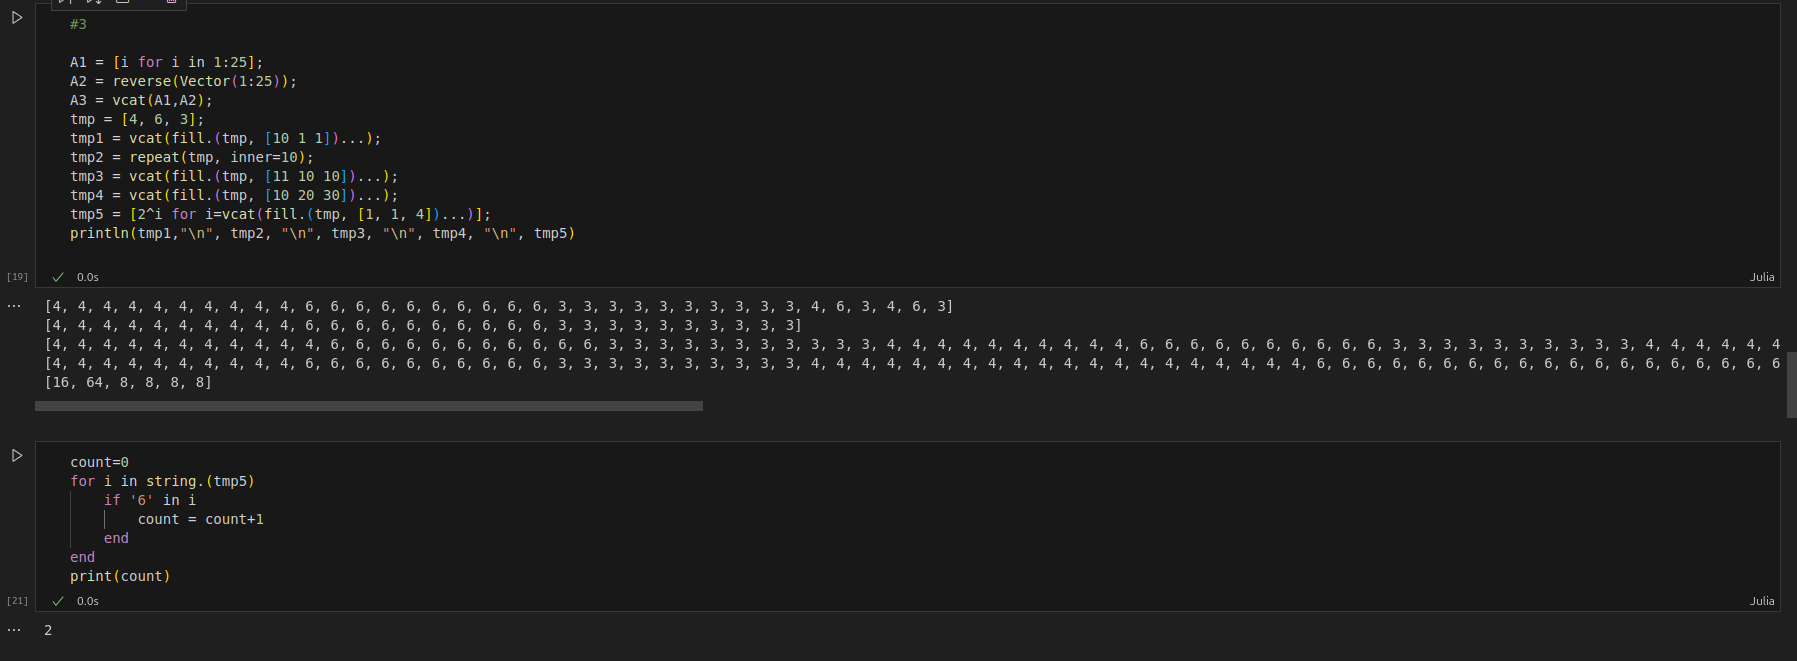 #3
A1 = [i for i in 1:25];
A2 = reverse(Vector(1:25));
A3 = vcat(A1,A2);
tmp = [4, 6, 3];
tmp1 = vcat(fill.(tmp, [10 1 1])...);
tmp2 = repeat(tmp, inner=10);
tmp3 = vcat(fill.(tmp, [11 10 10])...);
tmp4 = vcat(fill.(tmp, [10 20 30])...);
tmp5 = [2^i for i=vcat(fill.(tmp, [1, 1, 4])...)];
println(tmp1,"\n", tmp2, "\n", tmp3, "\n", tmp4, "\n", tmp5)
[19] 0.0s Julia
[4, 4, 4, 4, 4, 4, 4, 4, 4, 4, 6, 6, 6, 6, 6, 6, 6, 6, 6, 6, 3, 3, 3, 3, 3, 3, 3, 3, 3, 3, 4, 6, 3, 4, 6, 3]
[4, 4, 4, 4, 4, 4, 4, 4, 4, 4, 6, 6, 6, 6, 6, 6, 6, 6, 6, 6, 3, 3, 3, 3, 3, 3, 3, 3, 3, 3]
[4, 4, 4, 4, 4, 4, 4, 4, 4, 4, 4, 6, 6, 6, 6, 6, 6, 6, 6, 6, 6, 6, 3, 3, 3, 3, 3, 3, 3, 3, 3, 3, 3, 4, 4, 4, 4, 4, 4, 4, 4, 4, 4, 6, 6, 6, 6, 6, 6, 6, 6, 6, 6, 3, 3, 3, 3, 3, 3, 3, 3, 3, 3, 4, 4, 4, 4, 4, 4
[4, 4, 4, 4, 4, 4, 4, 4, 4, 4, 6, 6, 6, 6, 6, 6, 6, 6, 6, 6, 3, 3, 3, 3, 3, 3, 3, 3, 3, 3, 4, 4, 4, 4, 4, 4, 4, 4, 4, 4, 4, 4, 4, 4, 4, 4, 4, 4, 4, 4, 6, 6, 6, 6, 6, 6, 6, 6, 6, 6, 6, 6, 6, 6, 6, 6, 6, 6, 6
[16, 64, 8, 8, 8, 8]
count=0
for i in string.(tmp5)
if '6' in i
count = count+1
end
end
print(count)
[21] 0.0s Julia
2